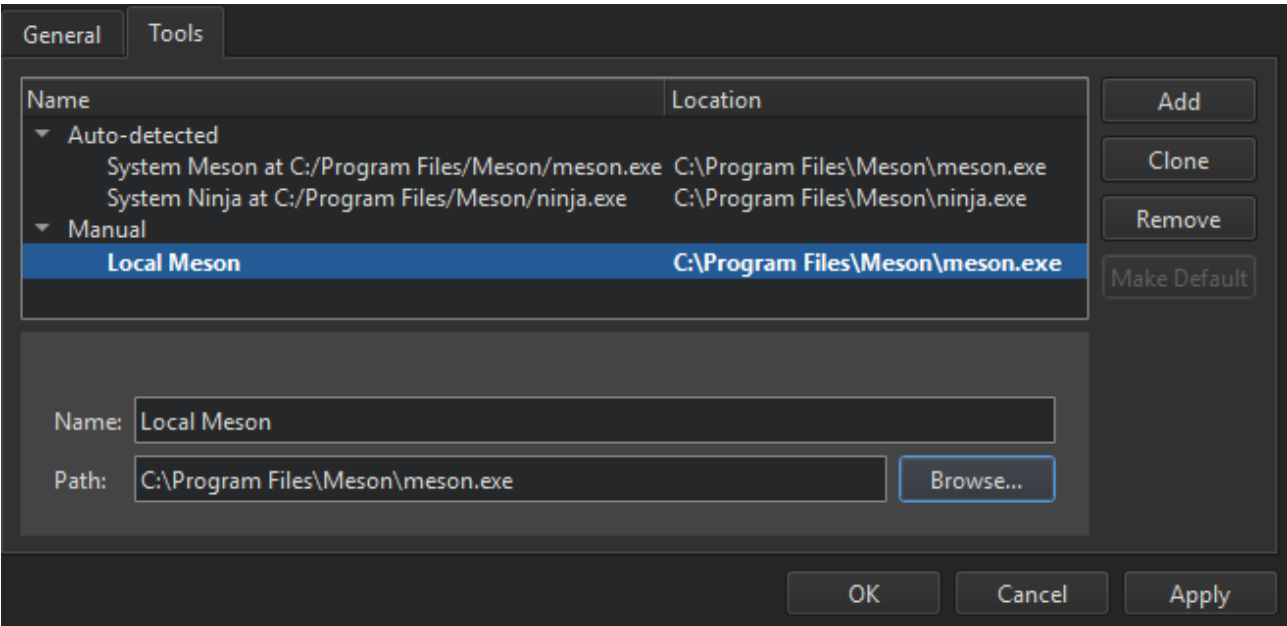 General Tools
Name Location
Auto-detected
System Meson at C:/Program Files/Meson/meson.exe C:\Program Files\Meson\meson.exe
System Ninja at C:/Program Files/Meson/ninja.exe C:\Program Files\Meson\ninja.exe
Manual
Local Meson C:\Program Files\Meson\meson.exe
Add
Clone
Remove
Make Default
Name: Local Meson
Path: C:\Program Files\Meson\meson.exe Browse...
OK Cancel Apply